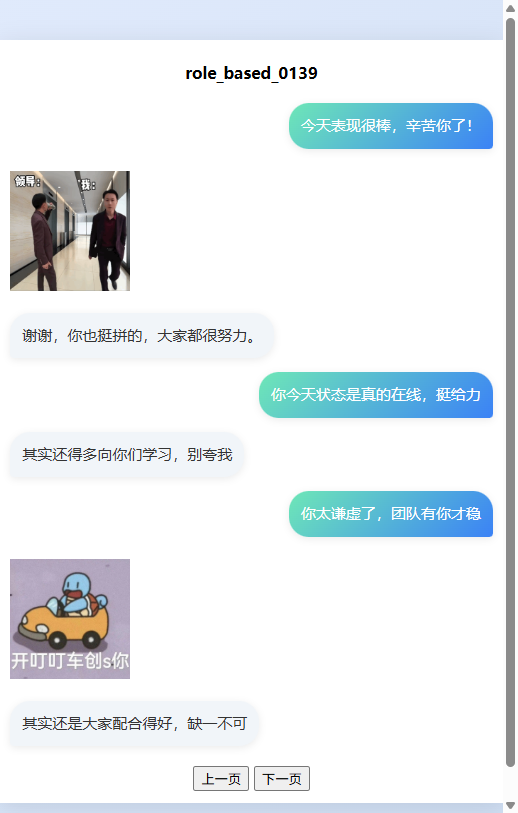 role_based_0139
今天表现很棒，辛苦你了！
领导： 我：
谢谢，你也挺拼的，大家都很努力。
你今天状态是真的在线，挺给力
其实还得多向你们学习，别夸我
你太谦虚了，团队有你才稳
开叮叮车创s你
其实还是大家配合得好，缺一不可
上一页 下一页